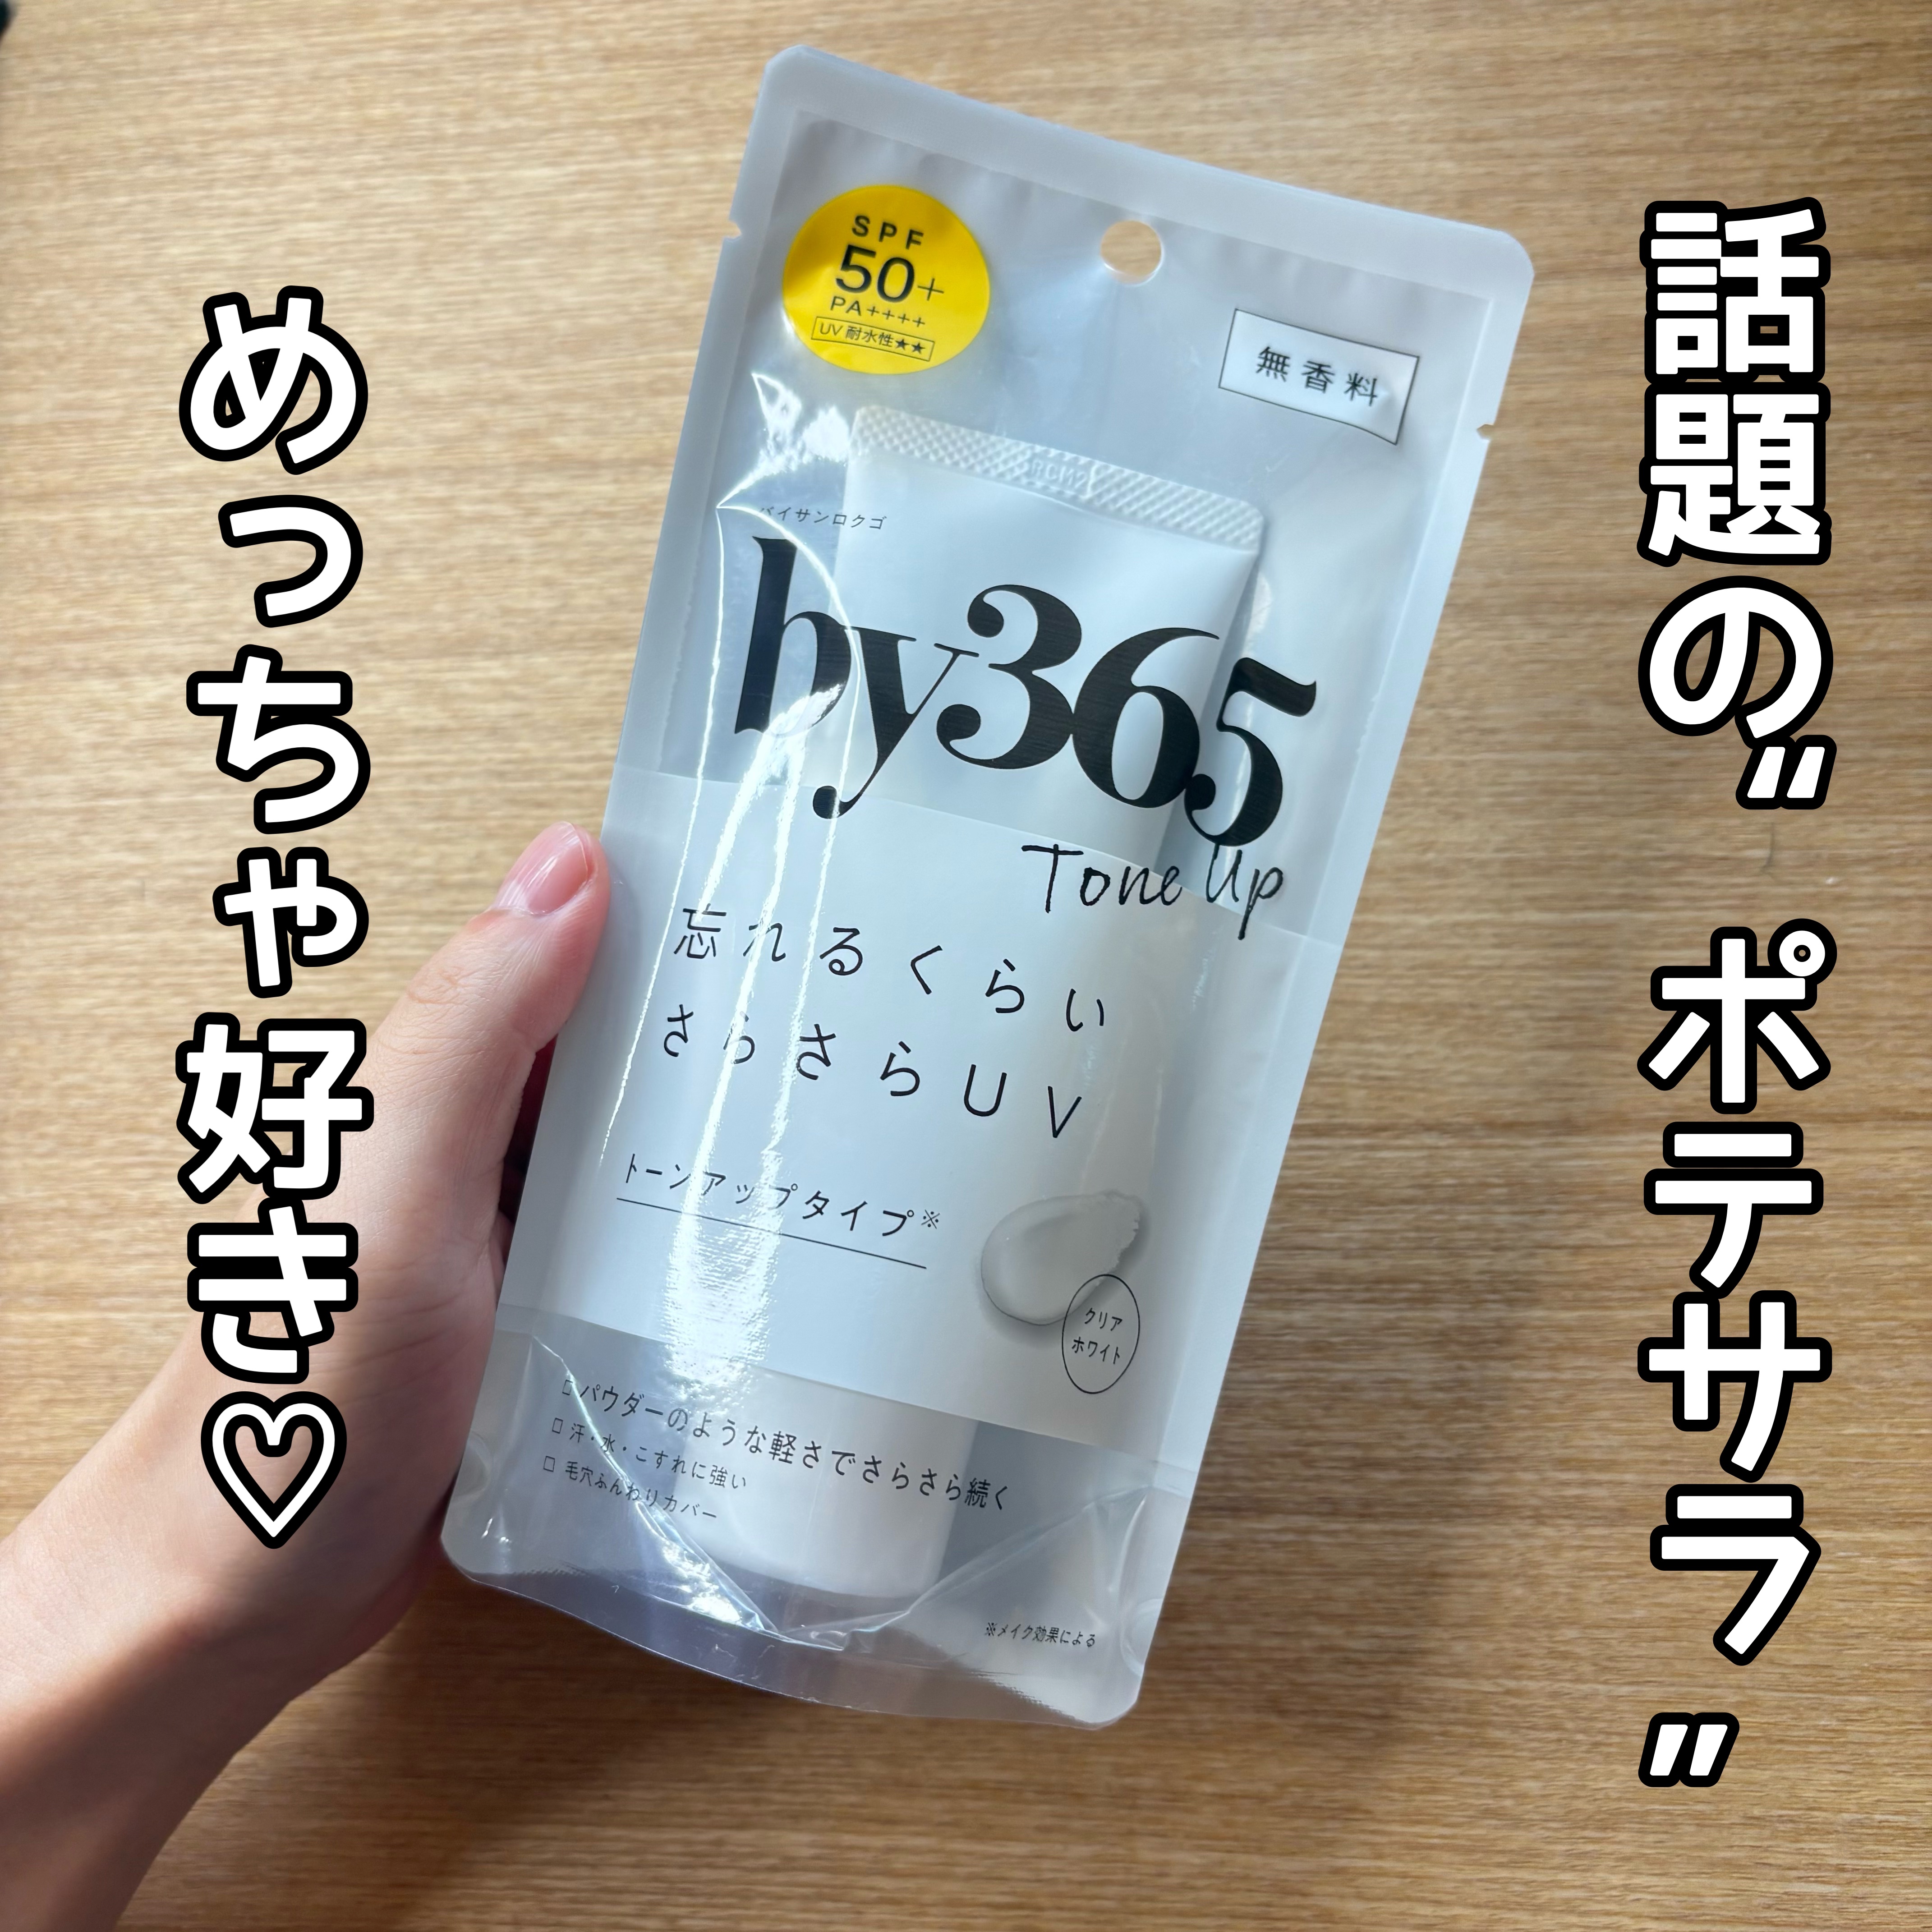 話題の"ポテサラ"
めっちゃ好き♡
SPF
50+
PA++++
UV 耐水性★★
無香料
バイサンロクゴ
by365
Tone Up
忘れるくらい
さらさらUV
トーンアップタイプ※
クリア
ホワイト
□ パウダーのような軽さでさらさら続く
□ 汗・水・こすれに強い
□ 毛穴ふんわりカバー
※メイク効果による